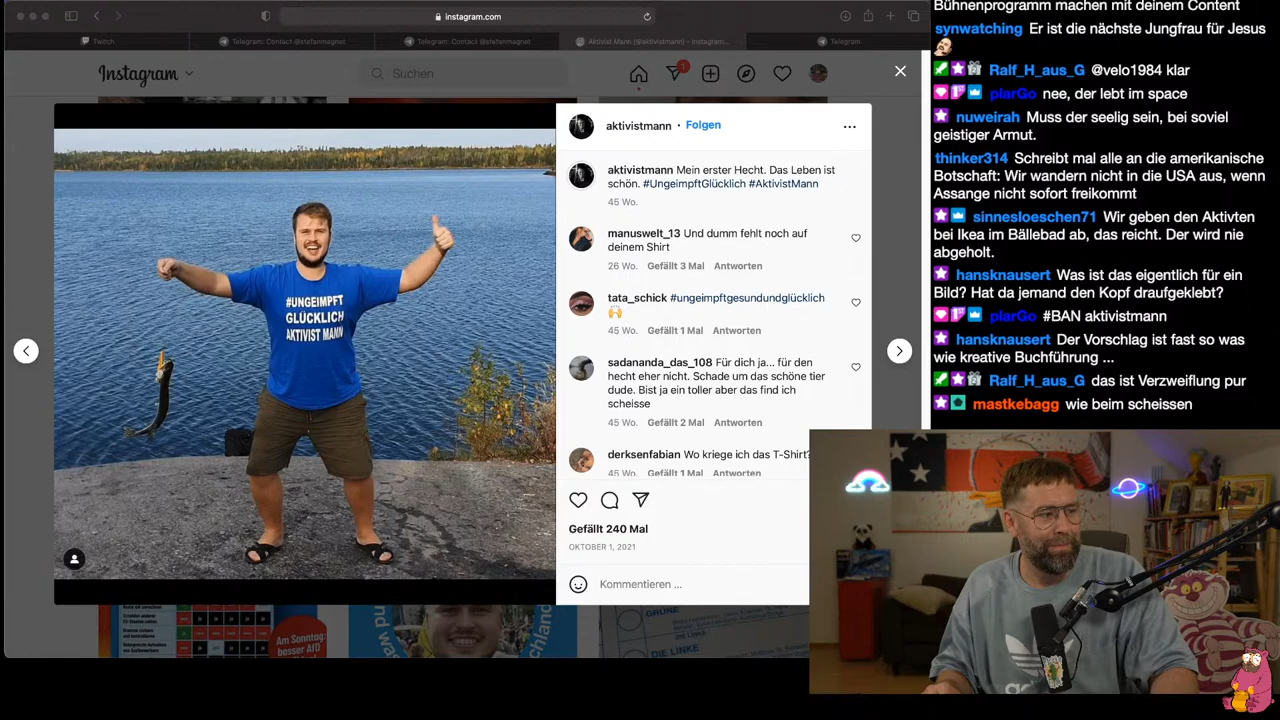 instagram.com
Twitch
Telegram: Contact @stefanmagnet
Telegram: Contact @stefanmagnet
Aktivist Mann (@aktivistmann) • Instagram...
Telegram
Instagram
Suchen
1
aktivistmann · Folgen
aktivistmann Mein erster Hecht. Das Leben ist
schön. #UngeimpftGlücklich #AktivistMann
45 Wo.
manuswelt_13 Und dumm fehlt noch auf
deinem Shirt
26 Wo. Gefällt 3 Mal Antworten
tata_schick #ungeimpftgesundundglücklich
45 Wo. Gefällt 1 Mal Antworten
sadananda_das_108 Für dich ja... für den
hecht eher nicht. Schade um das schöne tier
dude. Bist ja ein toller aber das find ich
scheisse
45 Wo. Gefällt 2 Mal Antworten
derksenfabian Wo kriege ich das T-Shirt?
45 Wo. Gefällt 1 Mal Antworten
Gefällt 240 Mal
OKTOBER 1, 2021
Kommentieren ...
#UNGEIMPFT
GLÜCKLICH
AKTIVIST MANN
Am Sonntag:
besser AfD
GRÜNE
DIE LINKE
Bühnenprogramm machen mit deinem Content
synwatching Er ist die nächste Jungfrau für Jesus
Ralf_H_aus_G @velo1984 klar
plarGo nee, der lebt im space
nuweirah Muss der seelig sein, bei soviel
geistiger Armut.
thinker314 Schreibt mal alle an die amerikanische
Botschaft: Wir wandern nicht in die USA aus, wenn
Assange nicht sofort freikommt
sinnesloeschen71 Wir geben den Aktivten
bei Ikea im Bällebad ab, das reicht. Der wird nie
abgeholt.
hansknausert Was ist das eigentlich für ein
Bild? Hat da jemand den Kopf draufgeklebt?
plarGo #BAN aktivistmann
hansknausert Der Vorschlag ist fast so was
wie kreative Buchführung ...
Ralf_H_aus_G das ist Verzweiflung pur
mastkebagg wie beim scheissen